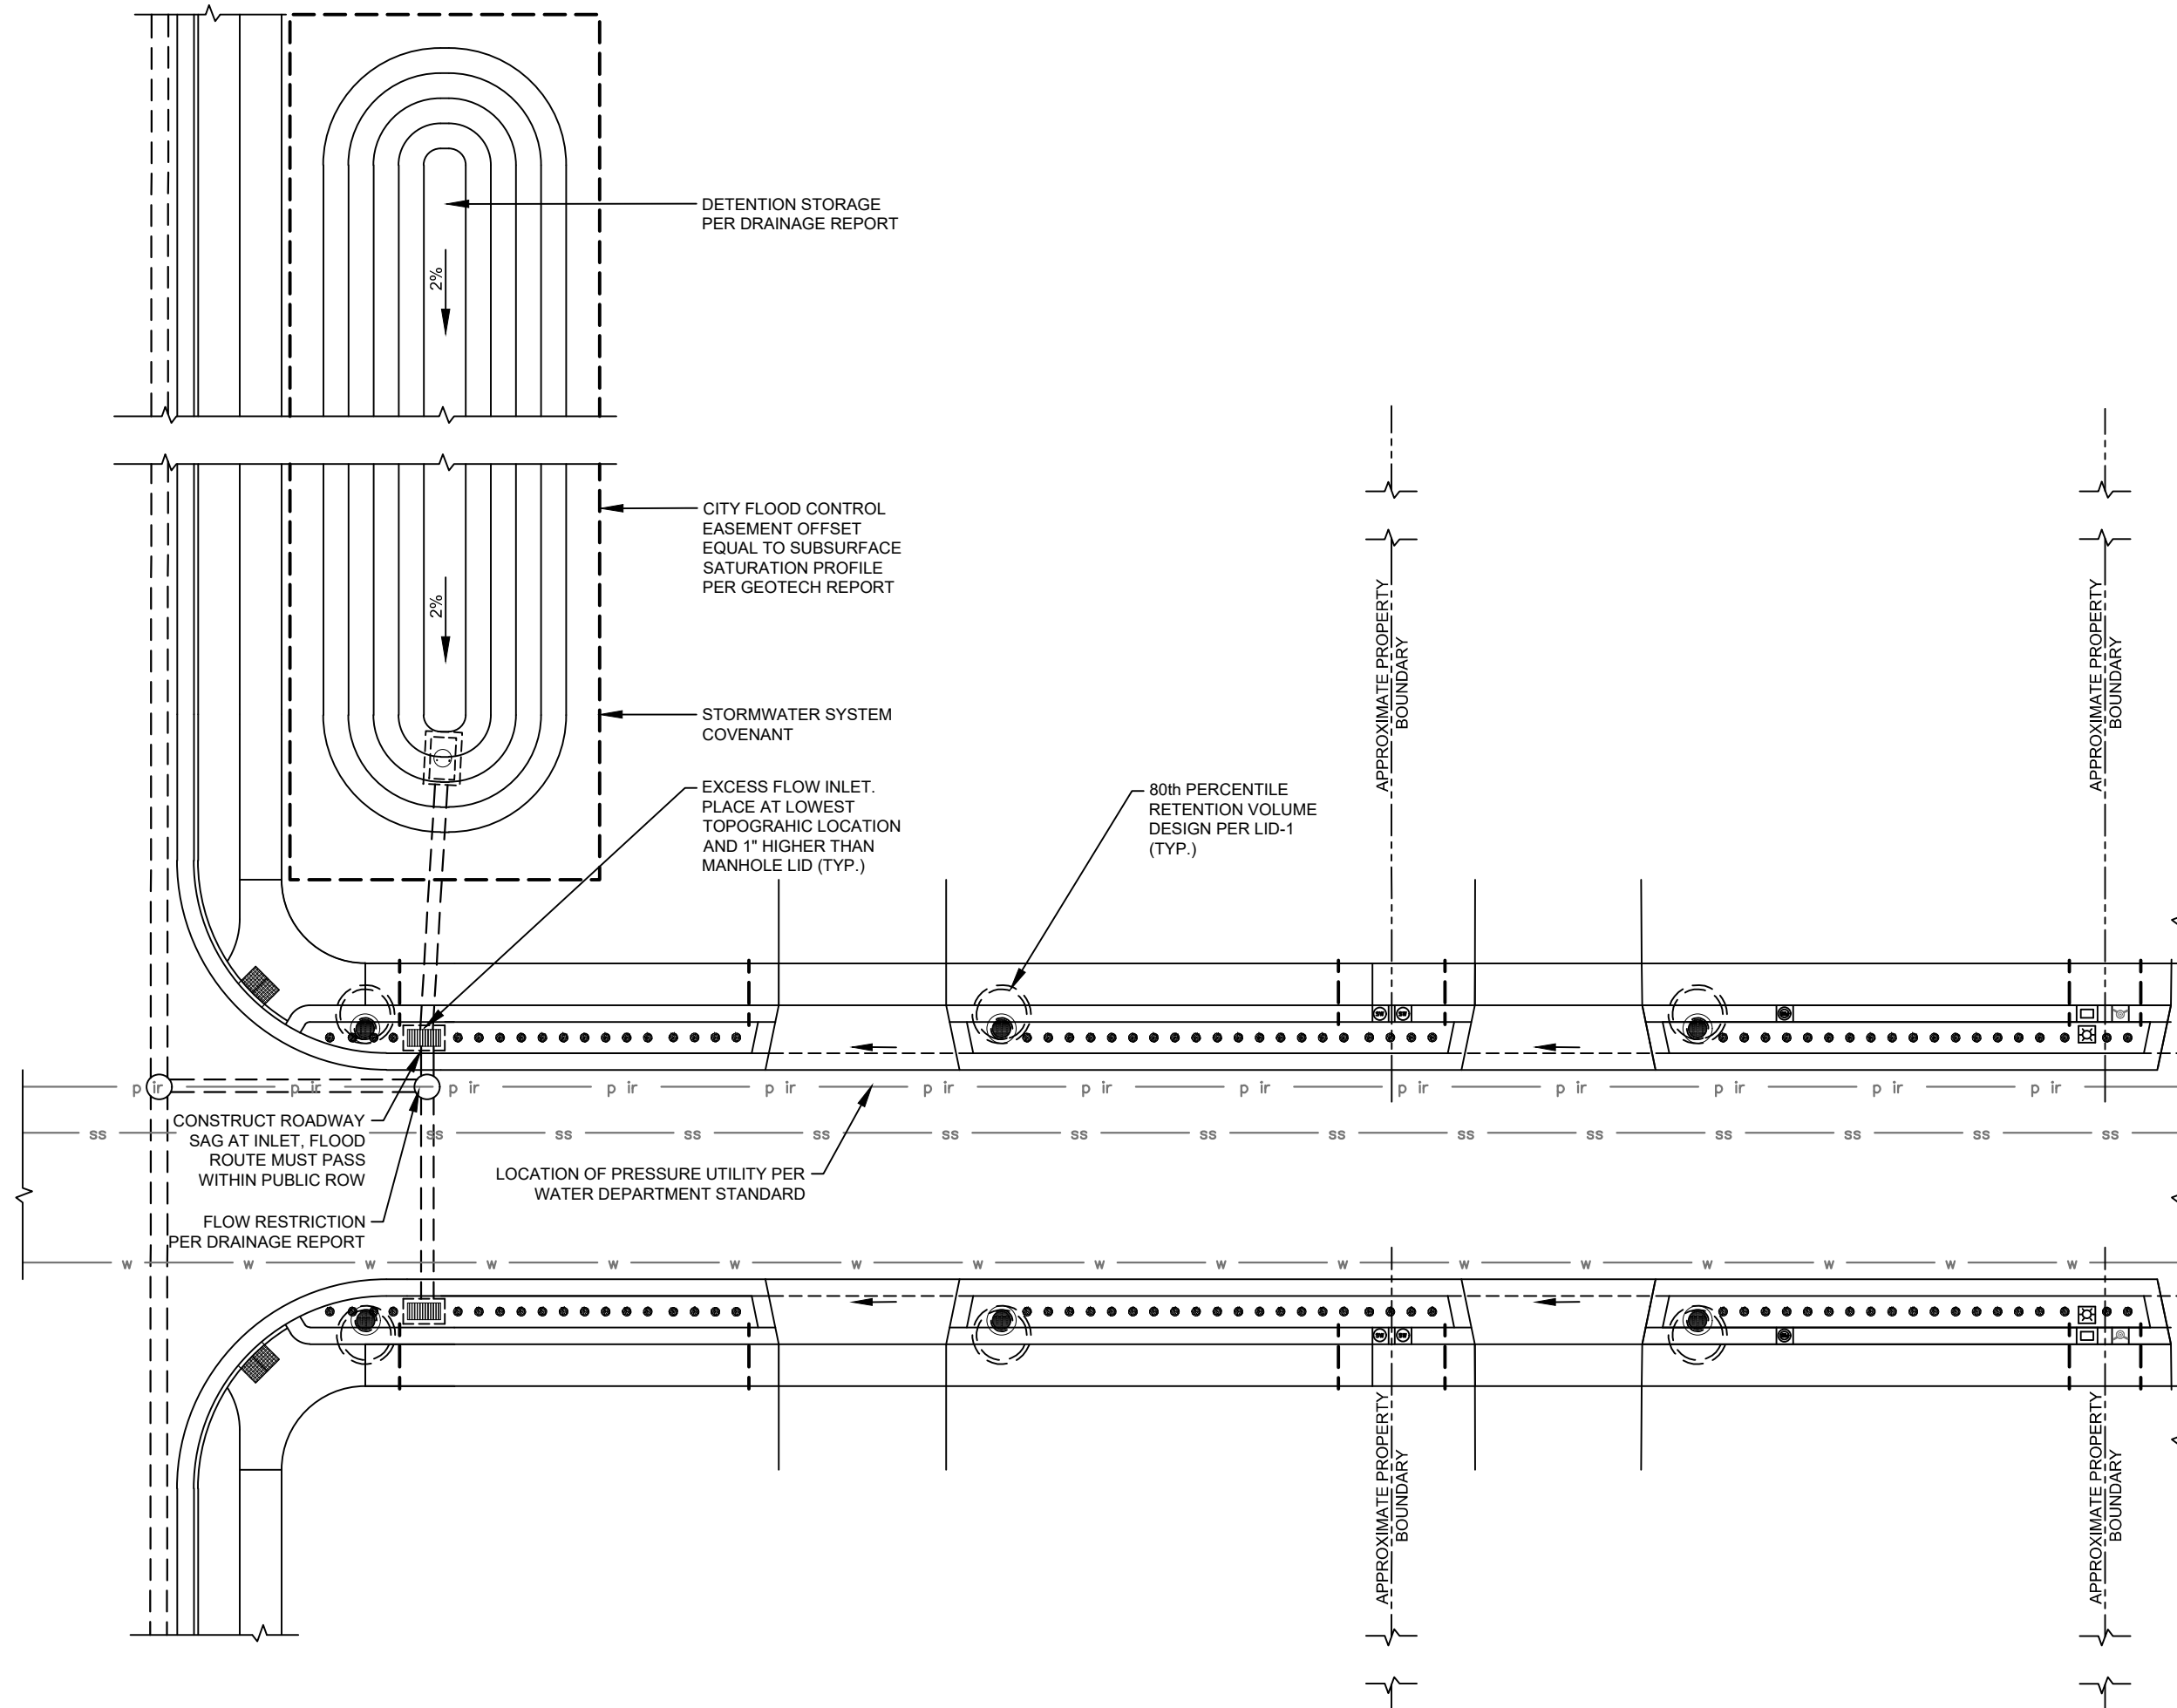 DETENTION STORAGE
PER DRAINAGE REPORT
2%
CITY FLOOD CONTROL
EASEMENT OFFSET
EQUAL TO SUBSURFACE
SATURATION PROFILE
PER GEOTECH REPORT
2%
APPROXIMATE PROPERTY
BOUNDARY
APPROXIMATE PROPERTY
BOUNDARY
STORMWATER SYSTEM
COVENANT
EXCESS FLOW INLET.
PLACE AT LOWEST
TOPOGRAHIC LOCATION
AND 1" HIGHER THAN
MANHOLE LID (TYP.)
80th PERCENTILE
RETENTION VOLUME
DESIGN PER LID-1
(TYP.)
p ir p ir p ir p ir p ir p ir p ir p ir p ir p ir p ir p ir p ir
CONSTRUCT ROADWAY
SAG AT INLET, FLOOD
ROUTE MUST PASS
WITHIN PUBLIC ROW
ss ss ss ss ss ss ss ss ss ss ss ss ss ss ss ss
LOCATION OF PRESSURE UTILITY PER
WATER DEPARTMENT STANDARD
FLOW RESTRICTION
PER DRAINAGE REPORT
w w w w w w w w w w w w w w w w w
APPROXIMATE PROPERTY
BOUNDARY
APPROXIMATE PROPERTY
BOUNDARY